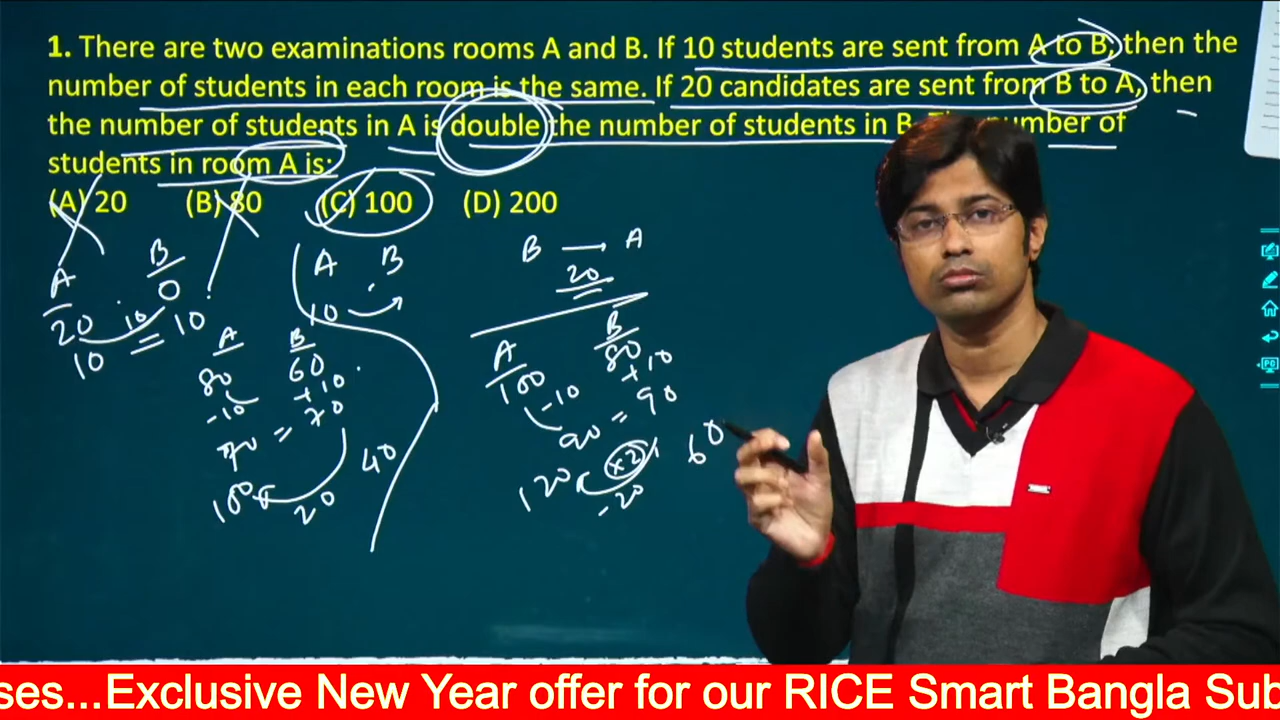 1. There are two examinations rooms A and B. If 10 students are sent from A to B, then the
number of students in each room is the same. If 20 candidates are sent from B to A, then
the number of students in A is double the number of students in B. The number of
students in room A is:
(A) 20 (B) 80 (C) 100 (D) 200
A B
20 0
10
10 = 10
A B
10
A B
80 60
-10 +10
70 = 70
100 20 40
B → A
20
A B
100 80
-10 +10
90 = 90
120 ×2 60
-20
ses...Exclusive New Year offer for our RICE Smart Bangla Sub